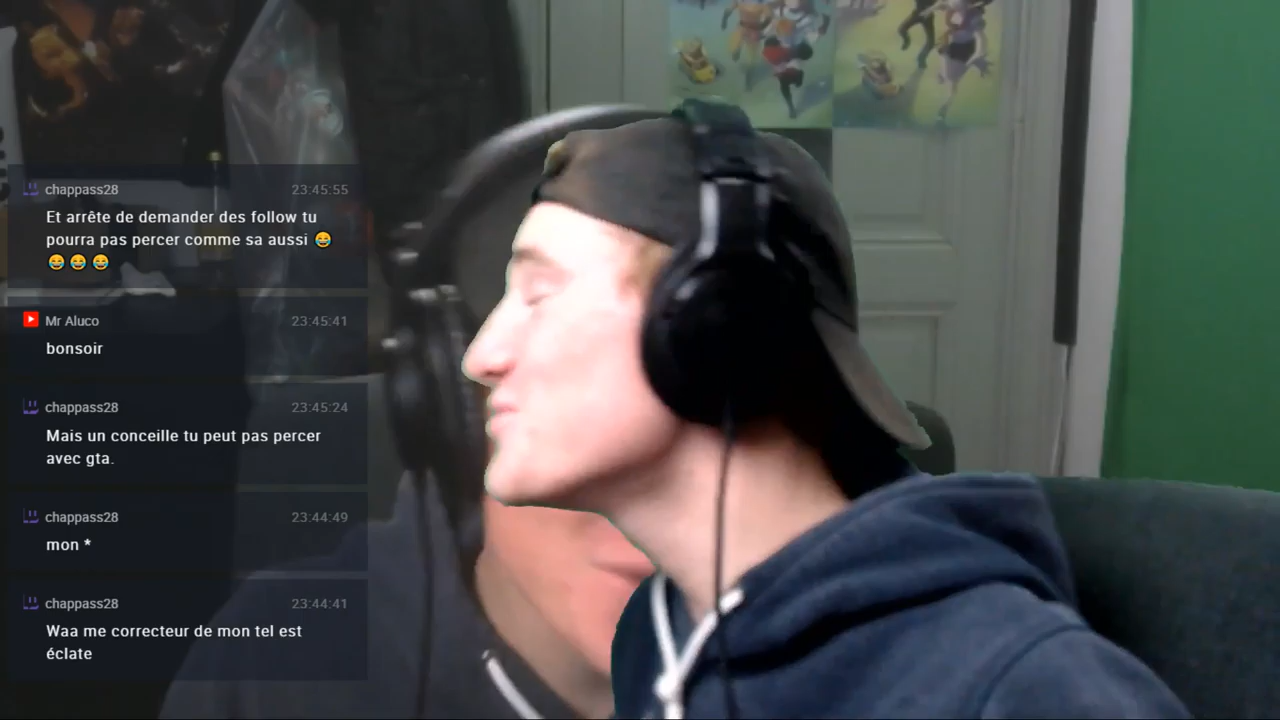 chappass28 23:45:55
Et arrête de demander des follow tu
pourra pas percer comme sa aussi 😂
😂 😂 😂
Mr Aluco 23:45:41
bonsoir
chappass28 23:45:24
Mais un conceille tu peut pas percer
avec gta.
chappass28 23:44:49
mon *
chappass28 23:44:41
Waa me correcteur de mon tel est
éclate